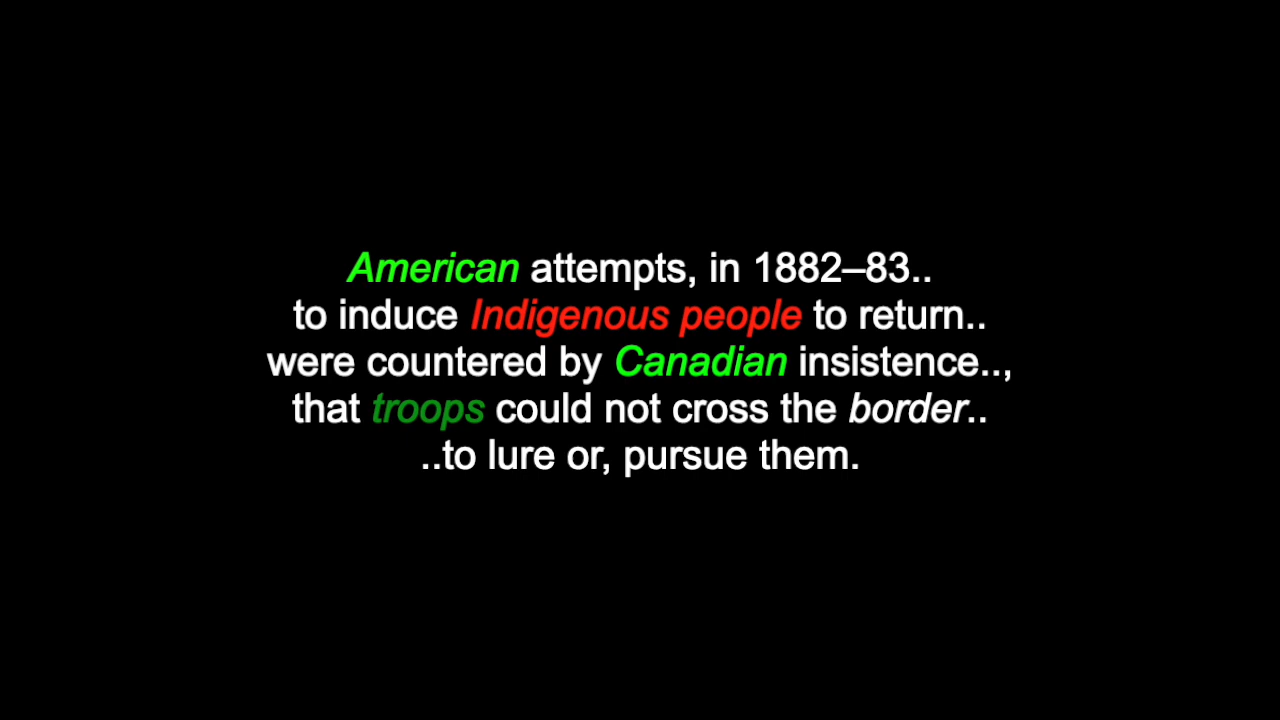 American attempts, in 1882–83..
to induce Indigenous people to return..
were countered by Canadian insistence..,
that troops could not cross the border..
..to lure or, pursue them.